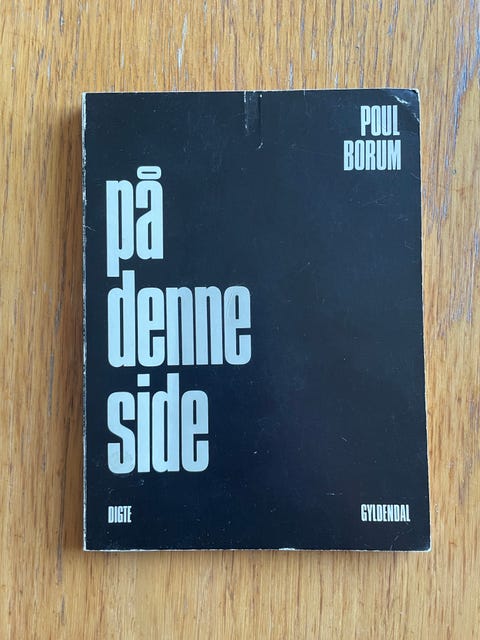 POUL
BORUM
på
denne
side
DIGTE
GYLDENDAL